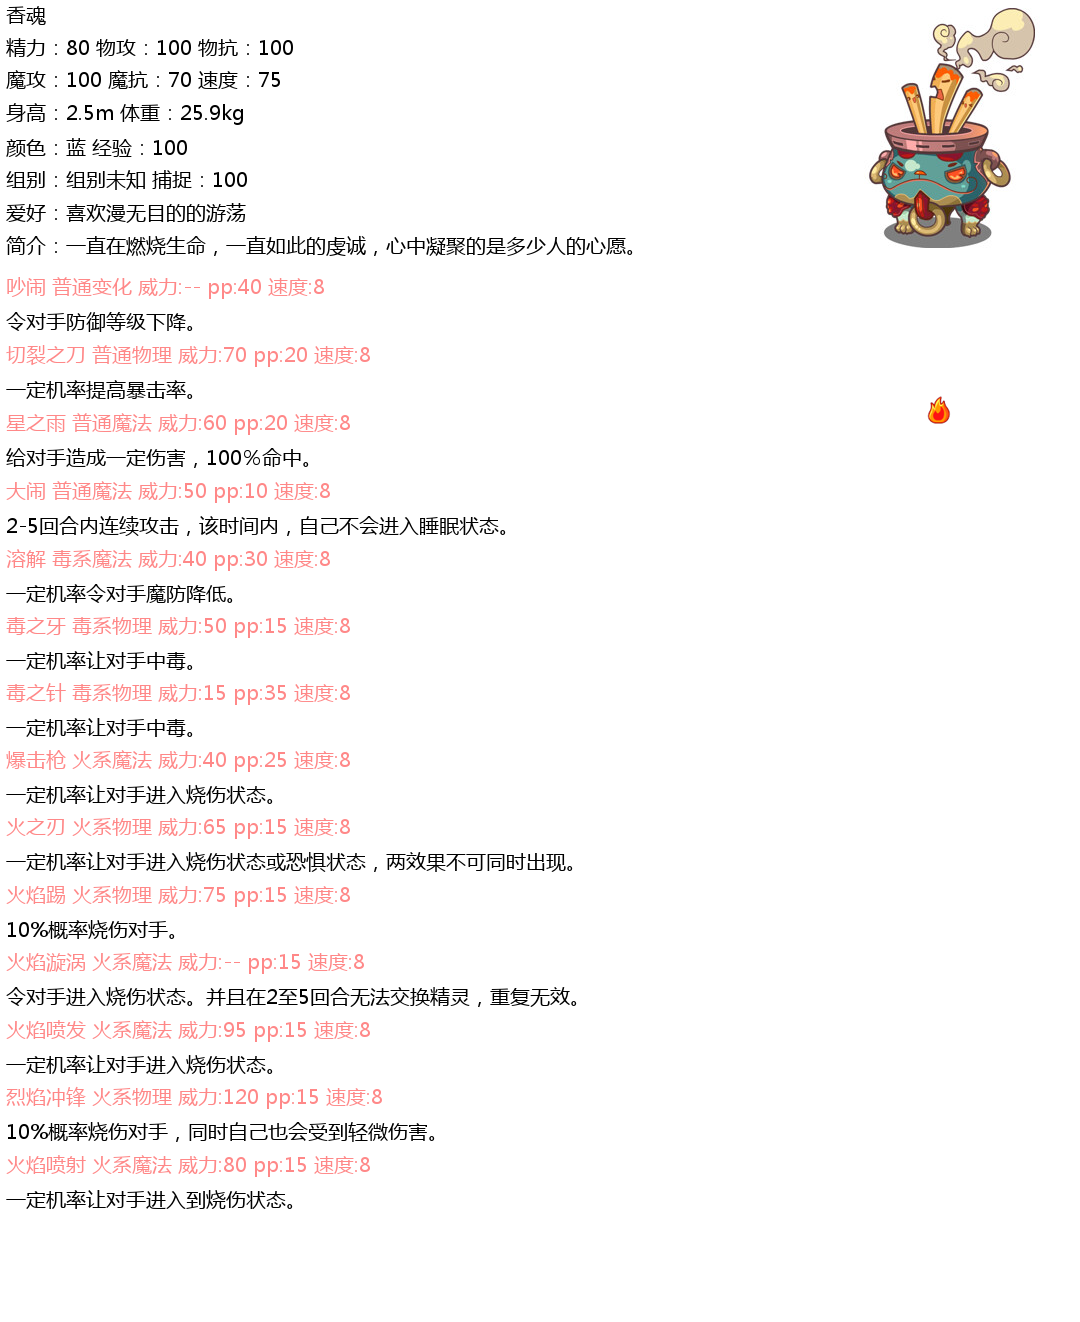 香魂
精力：80 物攻：100 物抗：100
魔攻：100 魔抗：70 速度：75
身高：2.5m 体重：25.9kg
颜色：蓝 经验：100
组别：组别未知 捕捉：100
爱好：喜欢漫无目的的游荡
简介：一直在燃烧生命，一直如此的虔诚，心中凝聚的是多少人的心愿。
吵闹 普通变化 威力:-- pp:40 速度:8
令对手防御等级下降。
切裂之刀 普通物理 威力:70 pp:20 速度:8
一定机率提高暴击率。
星之雨 普通魔法 威力:60 pp:20 速度:8
给对手造成一定伤害，100%命中。
大闹 普通魔法 威力:50 pp:10 速度:8
2-5回合内连续攻击，该时间内，自己不会进入睡眠状态。
溶解 毒系魔法 威力:40 pp:30 速度:8
一定机率令对手魔防降低。
毒之牙 毒系物理 威力:50 pp:15 速度:8
一定机率让对手中毒。
毒之针 毒系物理 威力:15 pp:35 速度:8
一定机率让对手中毒。
爆击枪 火系魔法 威力:40 pp:25 速度:8
一定机率让对手进入烧伤状态。
火之刃 火系物理 威力:65 pp:15 速度:8
一定机率让对手进入烧伤状态或恐惧状态，两效果不可同时出现。
火焰踢 火系物理 威力:75 pp:15 速度:8
10%概率烧伤对手。
火焰漩涡 火系魔法 威力:-- pp:15 速度:8
令对手进入烧伤状态。并且在2至5回合无法交换精灵，重复无效。
火焰喷发 火系魔法 威力:95 pp:15 速度:8
一定机率让对手进入烧伤状态。
烈焰冲锋 火系物理 威力:120 pp:15 速度:8
10%概率烧伤对手，同时自己也会受到轻微伤害。
火焰喷射 火系魔法 威力:80 pp:15 速度:8
一定机率让对手进入到烧伤状态。